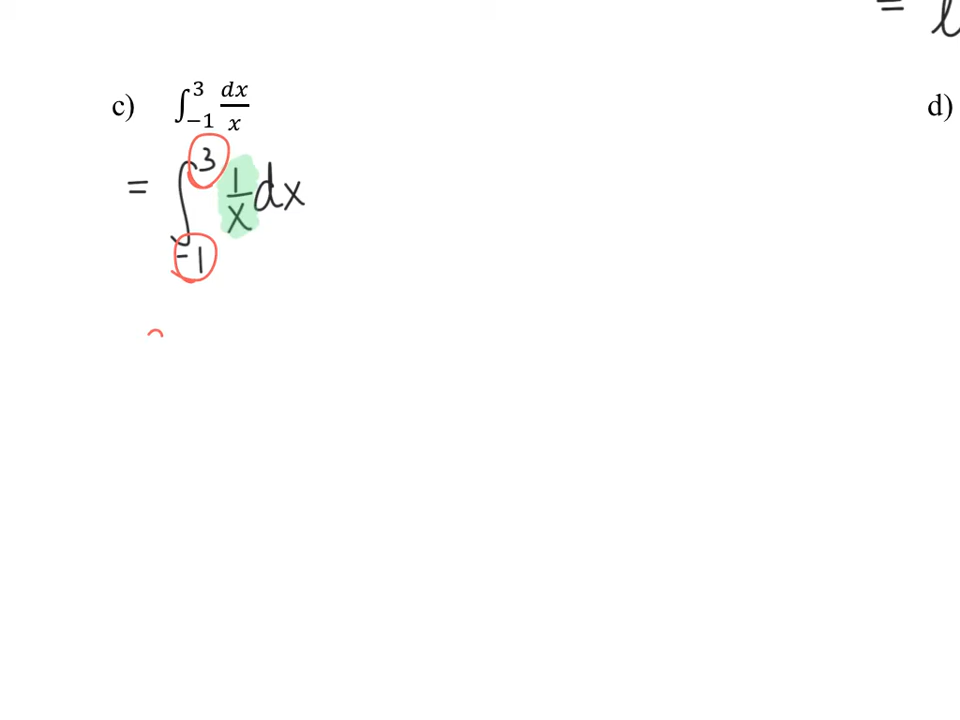 = l
c) ∫_{-1}^{3} dx/x
d)
= ∫_{-1}^{3} 1/x dx